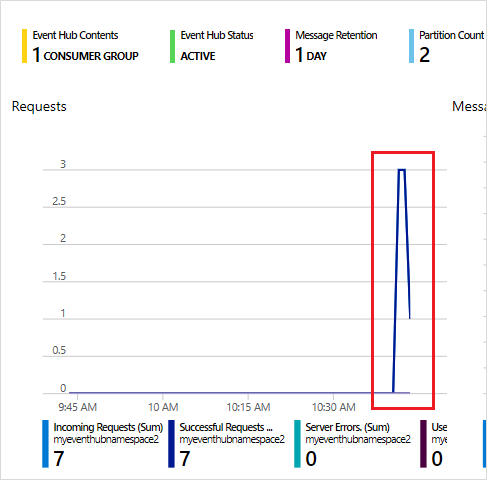 Event Hub Contents
1 CONSUMER GROUP
Event Hub Status
ACTIVE
Message Retention
1 DAY
Partition Count
2
Requests
Messa
3
2.5
2
1.5
1
0.5
0
9:45 AM
10 AM
10:15 AM
10:30 AM
Incoming Requests (Sum)
myeventhubnamespace2
7
Successful Requests ...
myeventhubnamespace2
7
Server Errors. (Sum)
myeventhubnamespace2
0
Use
mye
0